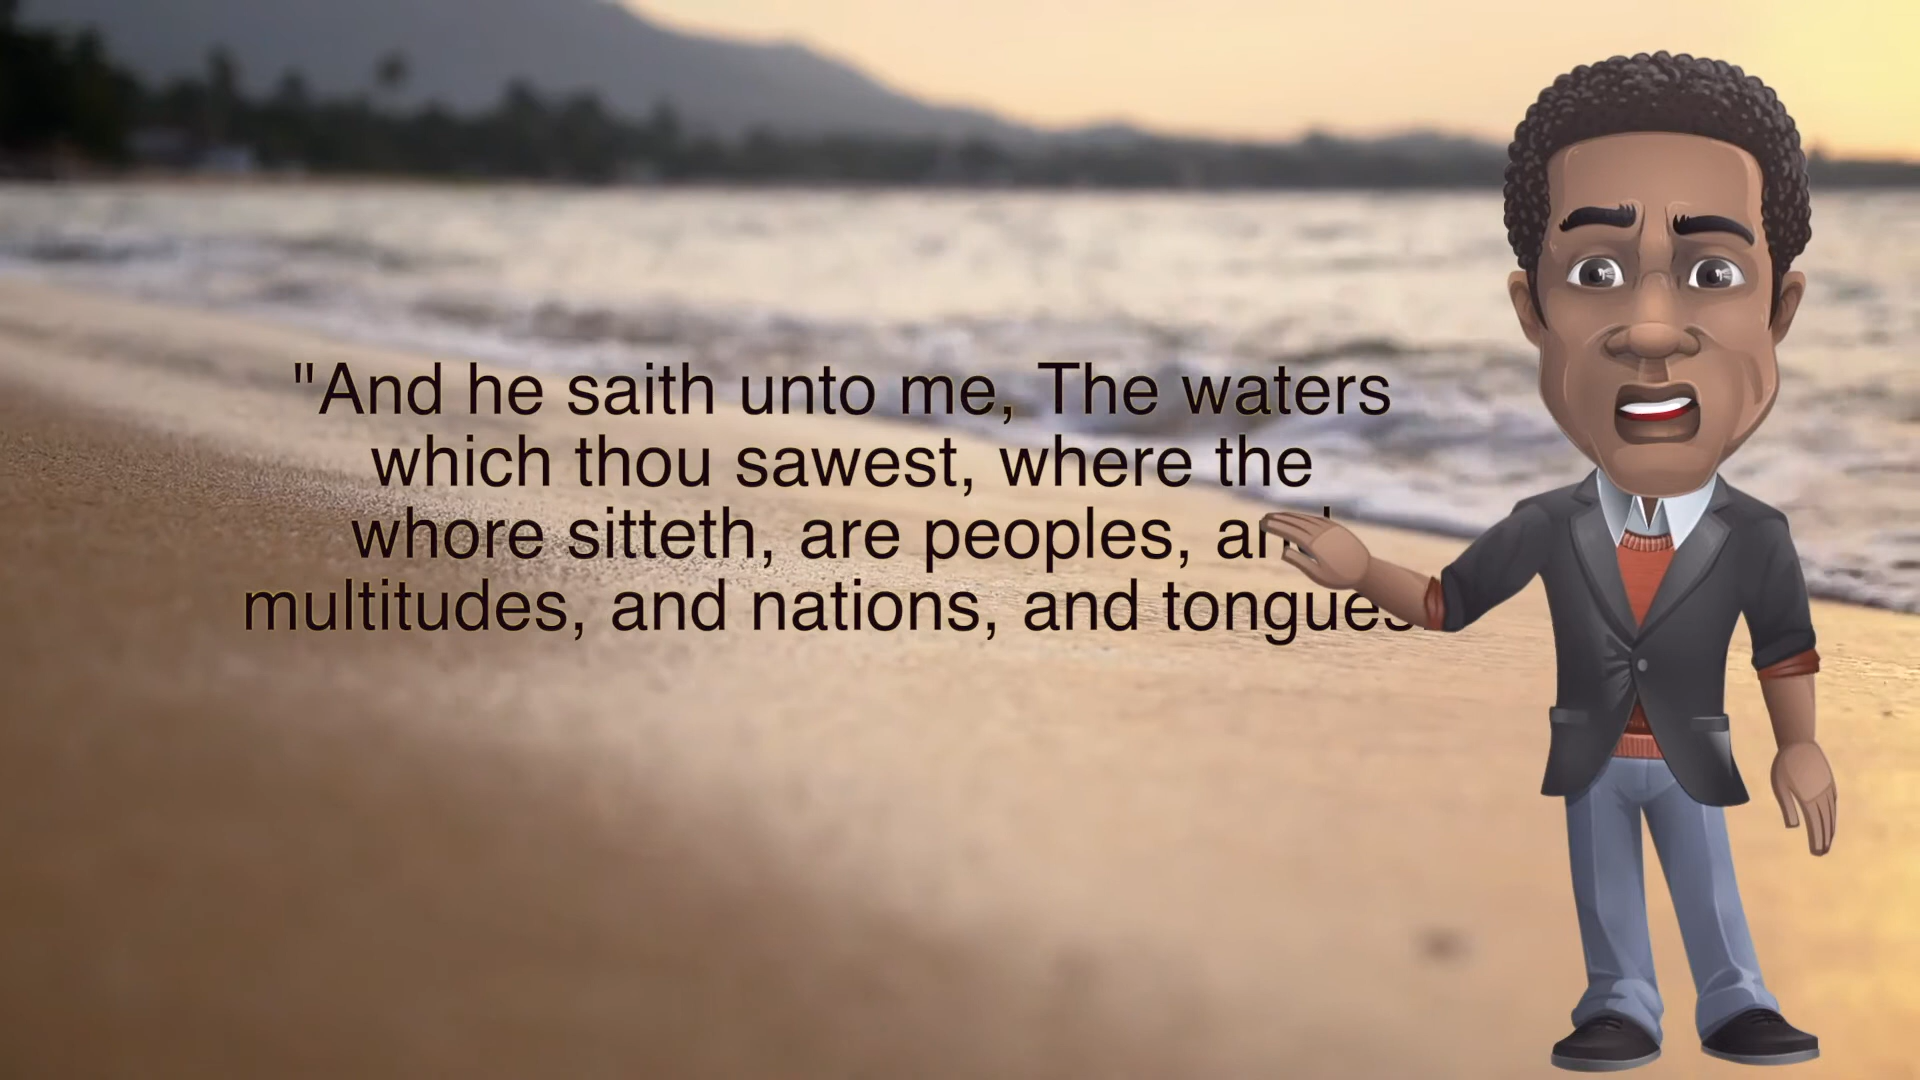 "And he saith unto me, The waters
which thou sawest, where the
whore sitteth, are peoples, and
multitudes, and nations, and tongues